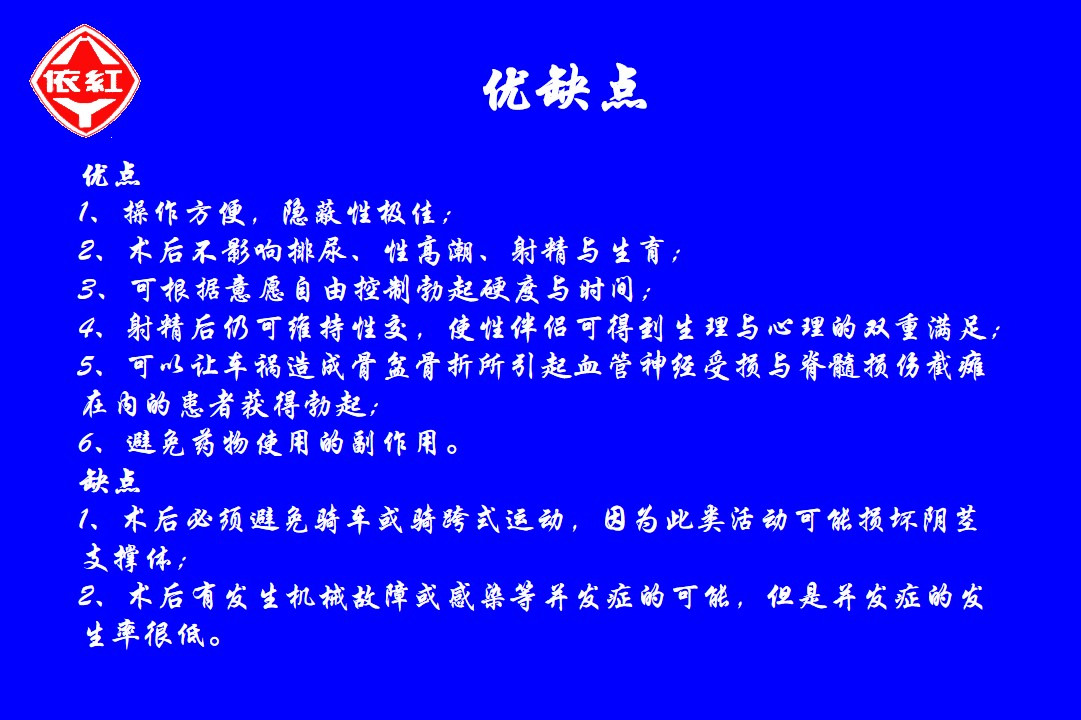 依紅
优缺点
优点
1、操作方便，隐蔽性极佳；
2、术后不影响排尿、性高潮、射精与生育；
3、可根据意愿自由控制勃起硬度与时间；
4、射精后仍可维持性交，使性伴侣可得到生理与心理的双重满足；
5、可以让车祸造成骨盆骨折所引起血管神经受损与脊髓损伤截瘫
在内的患者获得勃起；
6、避免药物使用的副作用。
缺点
1、术后必须避免骑车或骑跨式运动，因为此类活动可能损坏阴茎
支撑体；
2、术后有发生机械故障或感染等并发症的可能，但是并发症的发
生率很低。